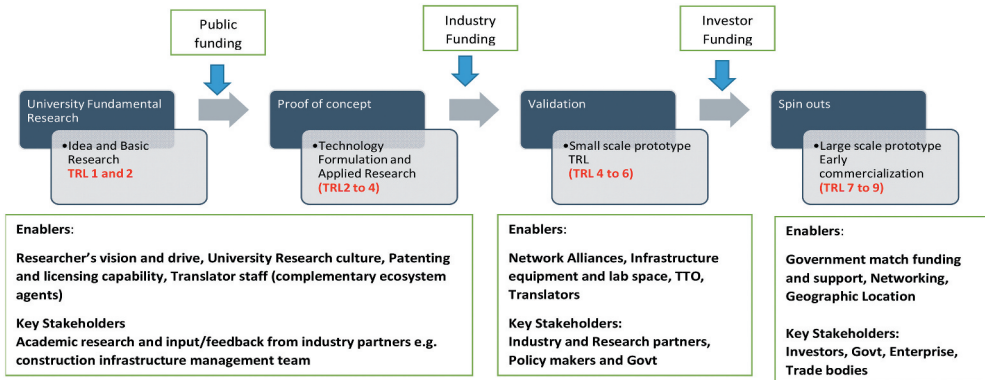 Public
funding
Industry
Funding
Investor
Funding
University Fundamental
Research
•Idea and Basic
Research
TRL 1 and 2
Proof of concept
•Technology
Formulation and
Applied Research
(TRL2 to 4)
Validation
•Small scale prototype
TRL
(TRL 4 to 6)
Spin outs
•Large scale prototype
Early
commercialization
(TRL 7 to 9)
Enablers:
Researcher's vision and drive, University Research culture, Patenting
and licensing capability, Translator staff (complementary ecosystem
agents)
Key Stakeholders
Academic research and input/feedback from industry partners e.g.
construction infrastructure management team
Enablers:
Network Alliances, Infrastructure
equipment and lab space, TTO,
Translators
Key Stakeholders:
Industry and Research partners,
Policy makers and Govt
Enablers:
Government match funding
and support, Networking,
Geographic Location
Key Stakeholders:
Investors, Govt, Enterprise,
Trade bodies